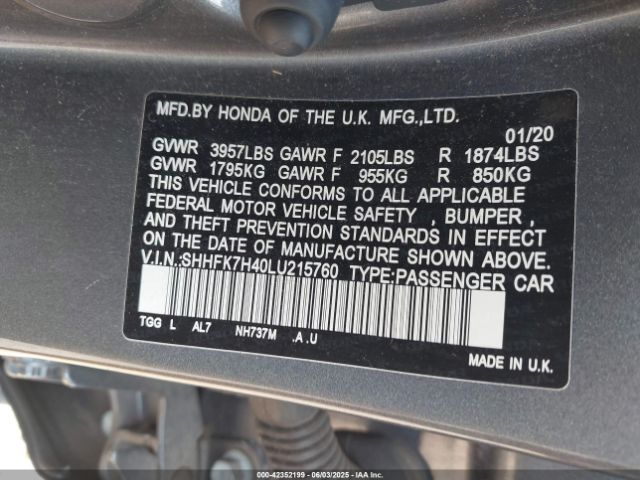 MFD.BY HONDA OF THE U.K. MFG.,LTD.
01/20
GVWR 3957LBS GAWR F 2105LBS R 1874LBS
GVWR 1795KG GAWR F 955KG R 850KG
THIS VEHICLE CONFORMS TO ALL APPLICABLE
FEDERAL MOTOR VEHICLE SAFETY , BUMPER ,
AND THEFT PREVENTION STANDARDS IN EFFECT
ON THE DATE OF MANUFACTURE SHOWN ABOVE.
V.I.N.:SHHFK7H40LU215760 TYPE:PASSENGER CAR
TGG L AL7 NH737M .A .U
MADE IN U.K.
000-42352199 | 06/03/2025 - IAA Inc.